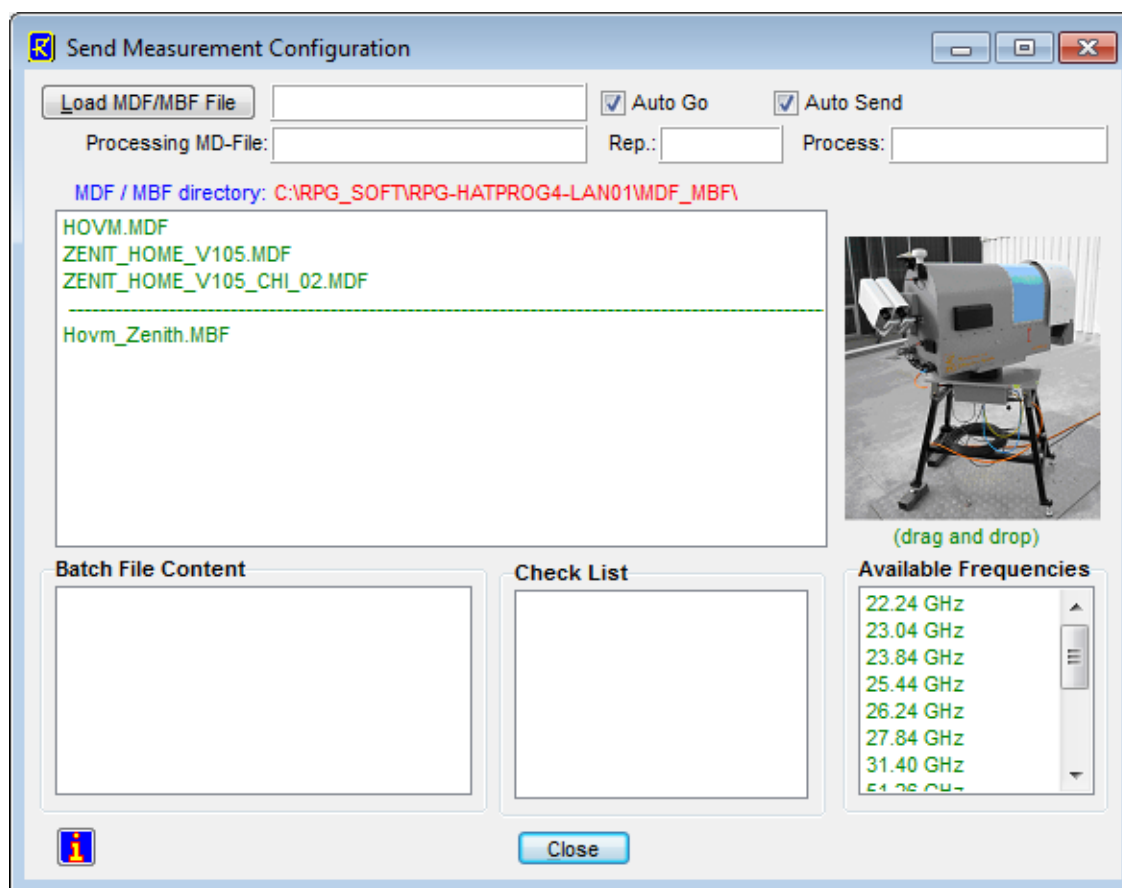 Send Measurement Configuration
Load MDF/MBF File Auto Go Auto Send
Processing MD-File: Rep.: Process:
MDF / MBF directory: C:\RPG_SOFT\RPG-HATPROG4-LAN01\MDF_MBF\
HOVM.MDF
ZENIT_HOME_V105.MDF
ZENIT_HOME_V105_CHI_02.MDF
Hovm_Zenith.MBF
(drag and drop)
Batch File Content
Check List
Available Frequencies
22.24 GHz
23.04 GHz
23.84 GHz
25.44 GHz
26.24 GHz
27.84 GHz
31.40 GHz
51.26 GHz
Close